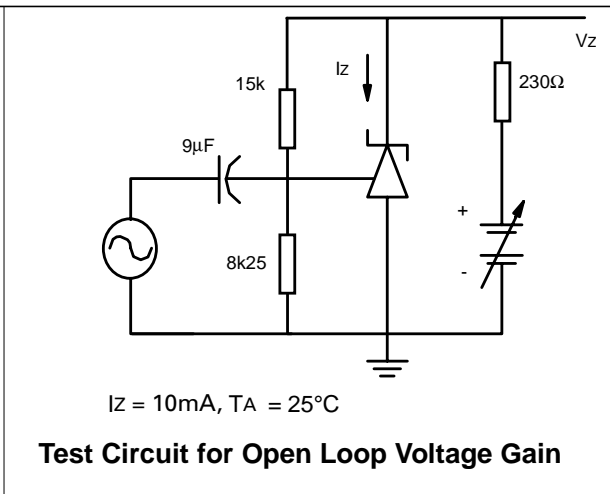 Vz
Iz
15k
230Ω
9μF
+
8k25
-
Iz = 10mA, TA = 25°C
Test Circuit for Open Loop Voltage Gain